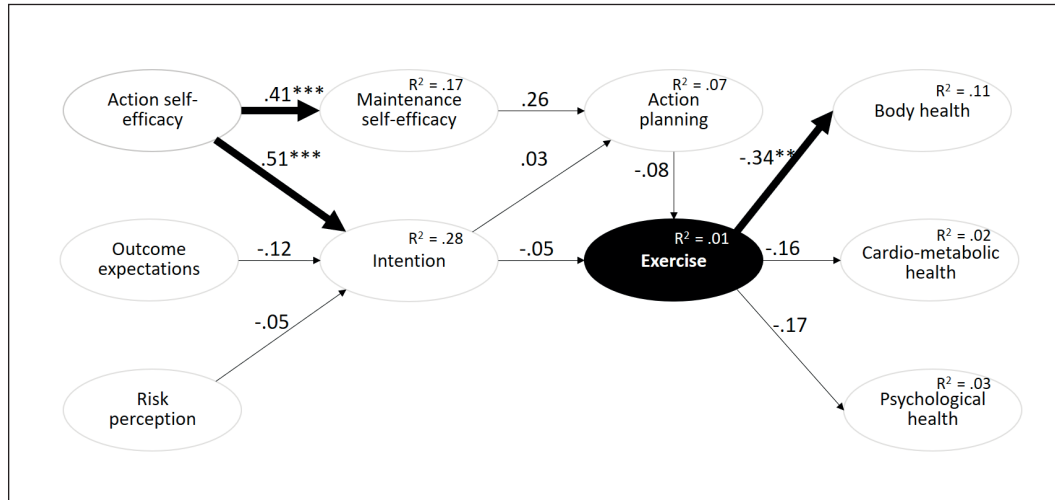 R² = .17
R² = .07
R² = .11
Action self-
efficacy
.41***
Maintenance
self-efficacy
.26
Action
planning
Body health
.51***
.03
-.08
-.34**
R² = .28
R² = .01
R² = .02
Outcome
expectations
-.12
Intention
-.05
Exercise
-.16
Cardio-metabolic
health
-.05
-.17
R² = .03
Risk
perception
Psychological
health